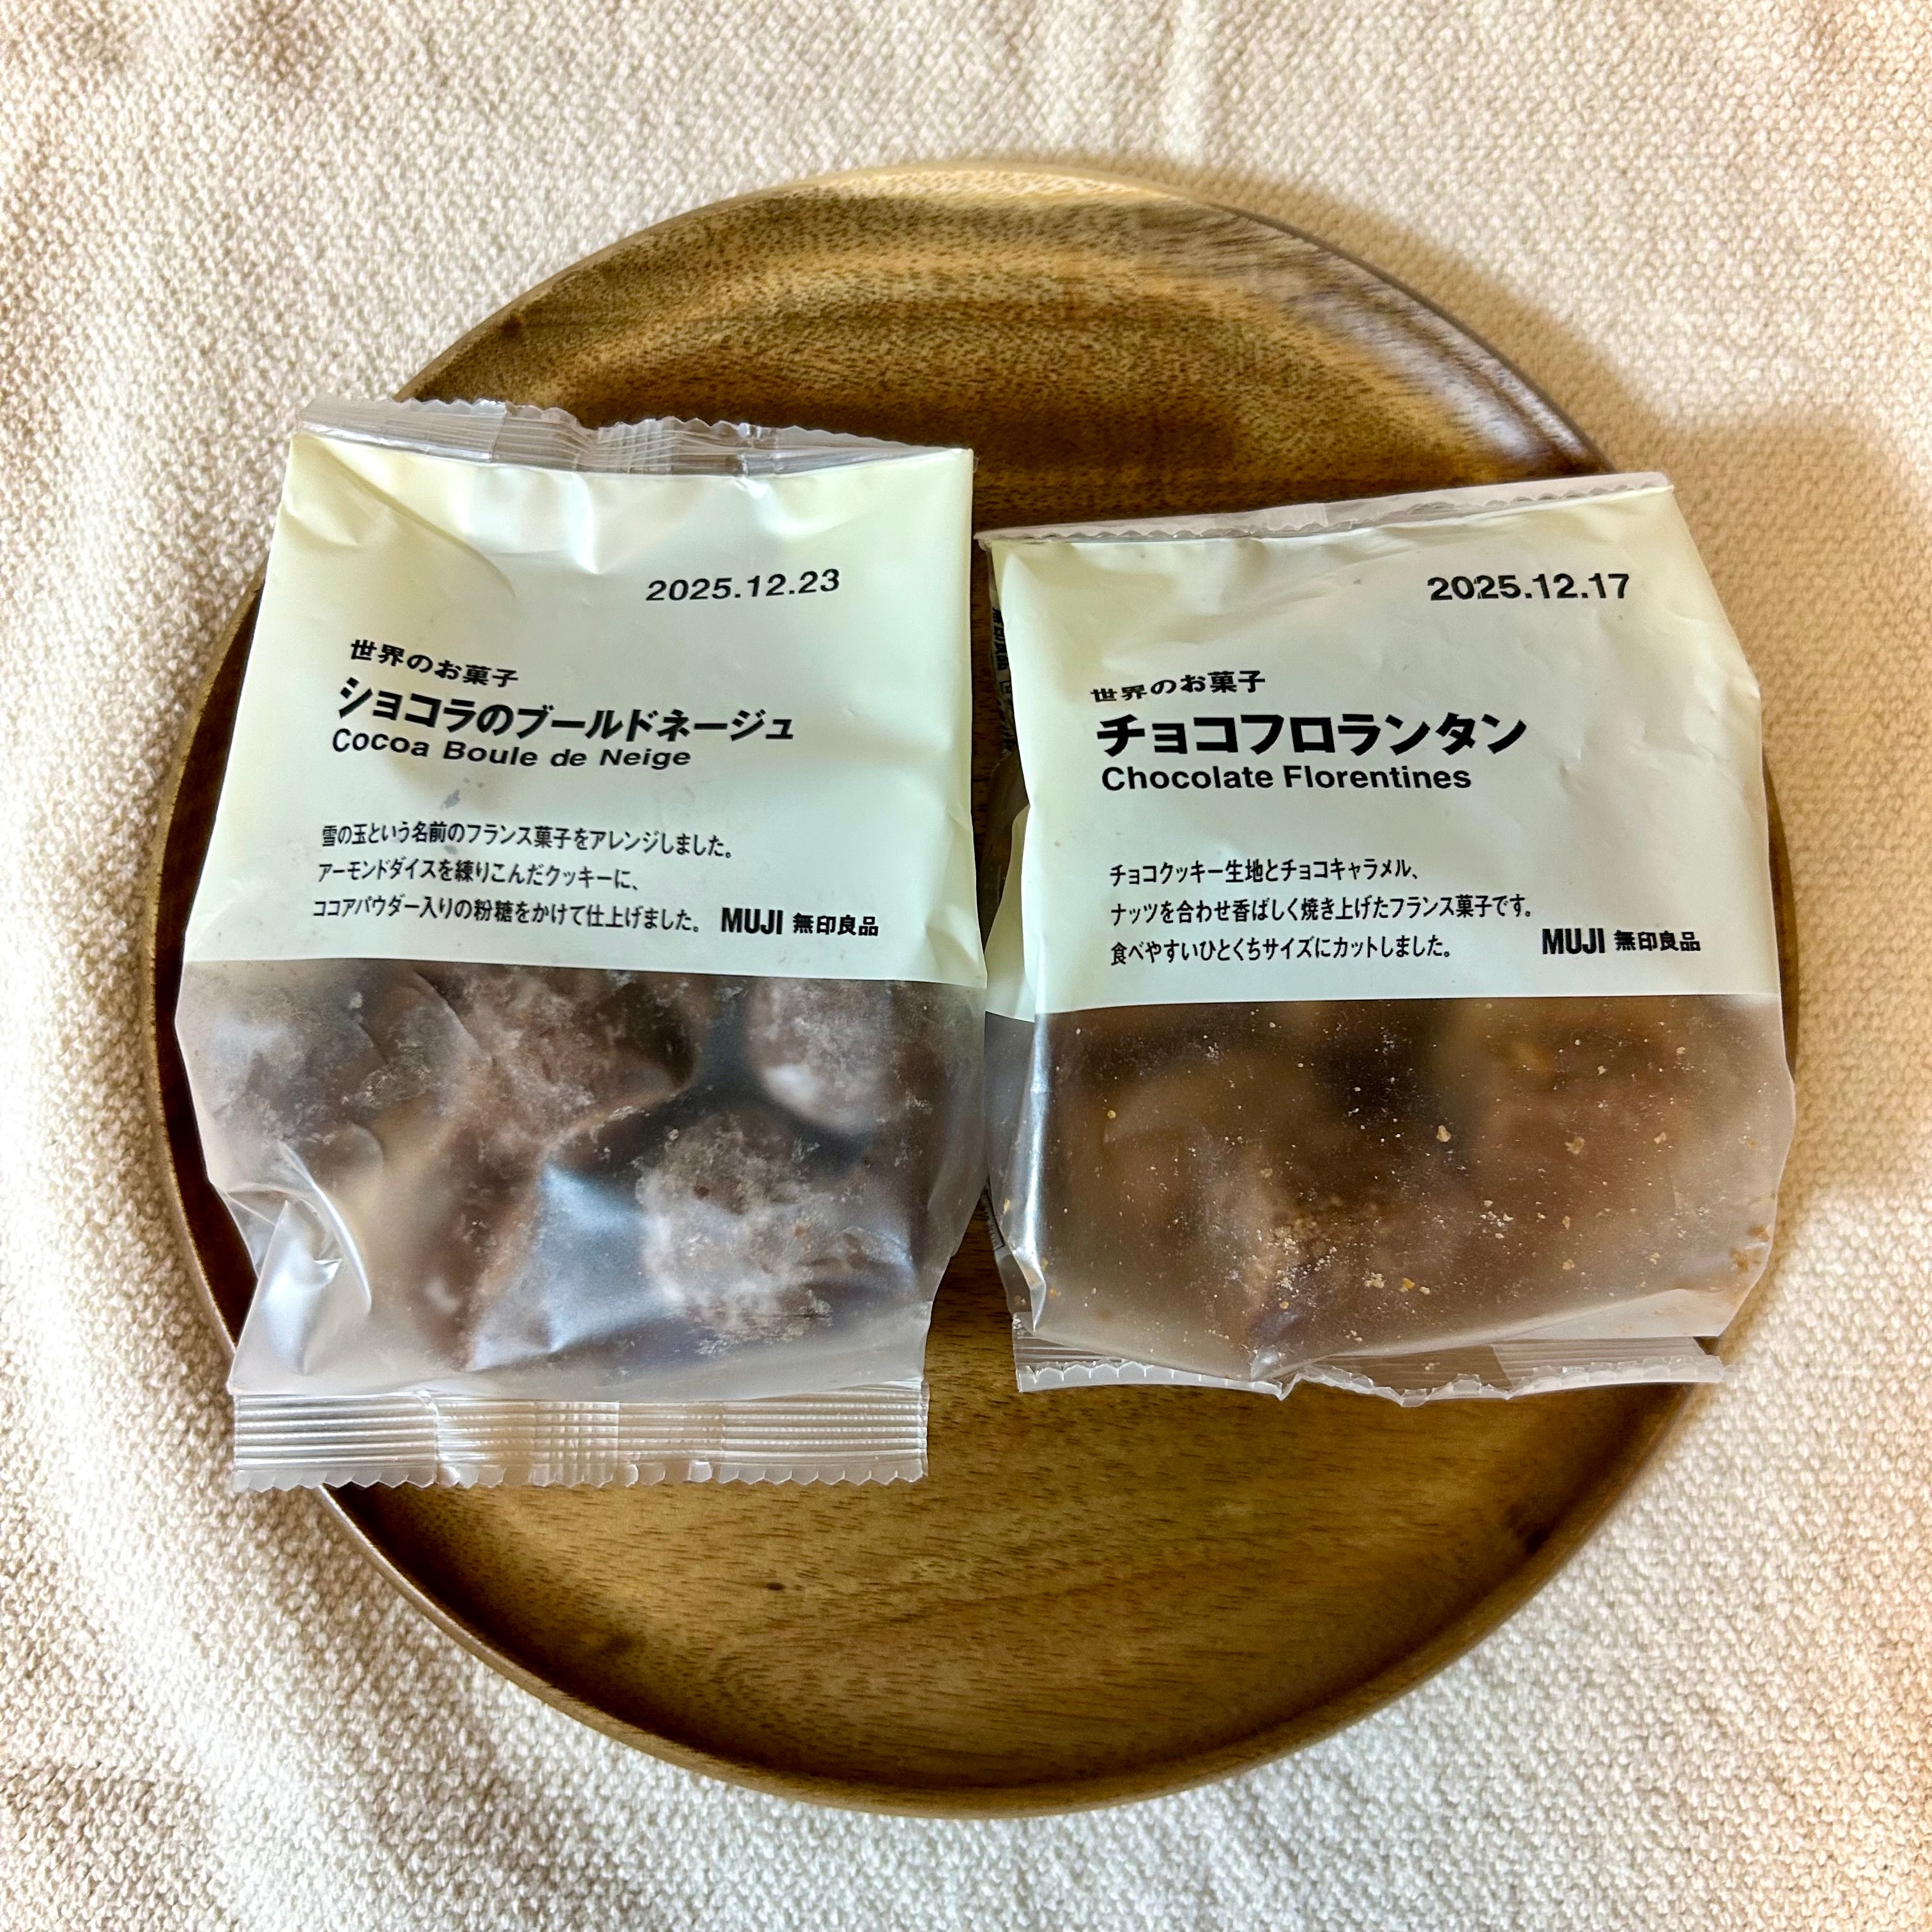 2025.12.23
世界のお菓子
ショコラのブールドネージュ
Cocoa Boule de Neige
雪の玉という名前のフランス菓子をアレンジしました。
アーモンドダイスを練りこんだクッキーに、
ココアパウダー入りの粉糖をかけて仕上げました。
MUJI 無印良品
2025.12.17
世界のお菓子
チョコフロランタン
Chocolate Florentines
チョコクッキー生地とチョコキャラメル、
ナッツを合わせ香ばしく焼き上げたフランス菓子です。
食べやすいひとくちサイズにカットしました。
MUJI 無印良品